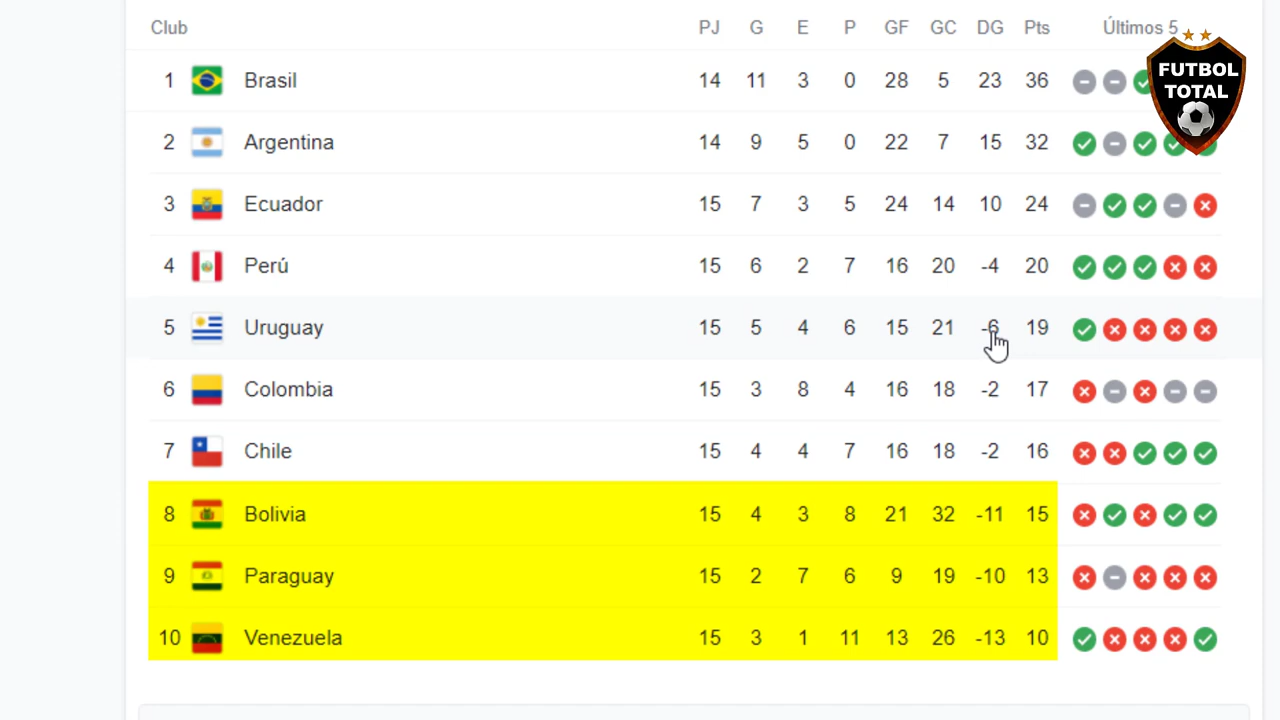 Club PJ G E P GF GC DG Pts Últimos 5
FUTBOL
TOTAL
1 Brasil 14 11 3 0 28 5 23 36
2 Argentina 14 9 5 0 22 7 15 32
3 Ecuador 15 7 3 5 24 14 10 24
4 Perú 15 6 2 7 16 20 -4 20
5 Uruguay 15 5 4 6 15 21 -6 19
6 Colombia 15 3 8 4 16 18 -2 17
7 Chile 15 4 4 7 16 18 -2 16
8 Bolivia 15 4 3 8 21 32 -11 15
9 Paraguay 15 2 7 6 9 19 -10 13
10 Venezuela 15 3 1 11 13 26 -13 10